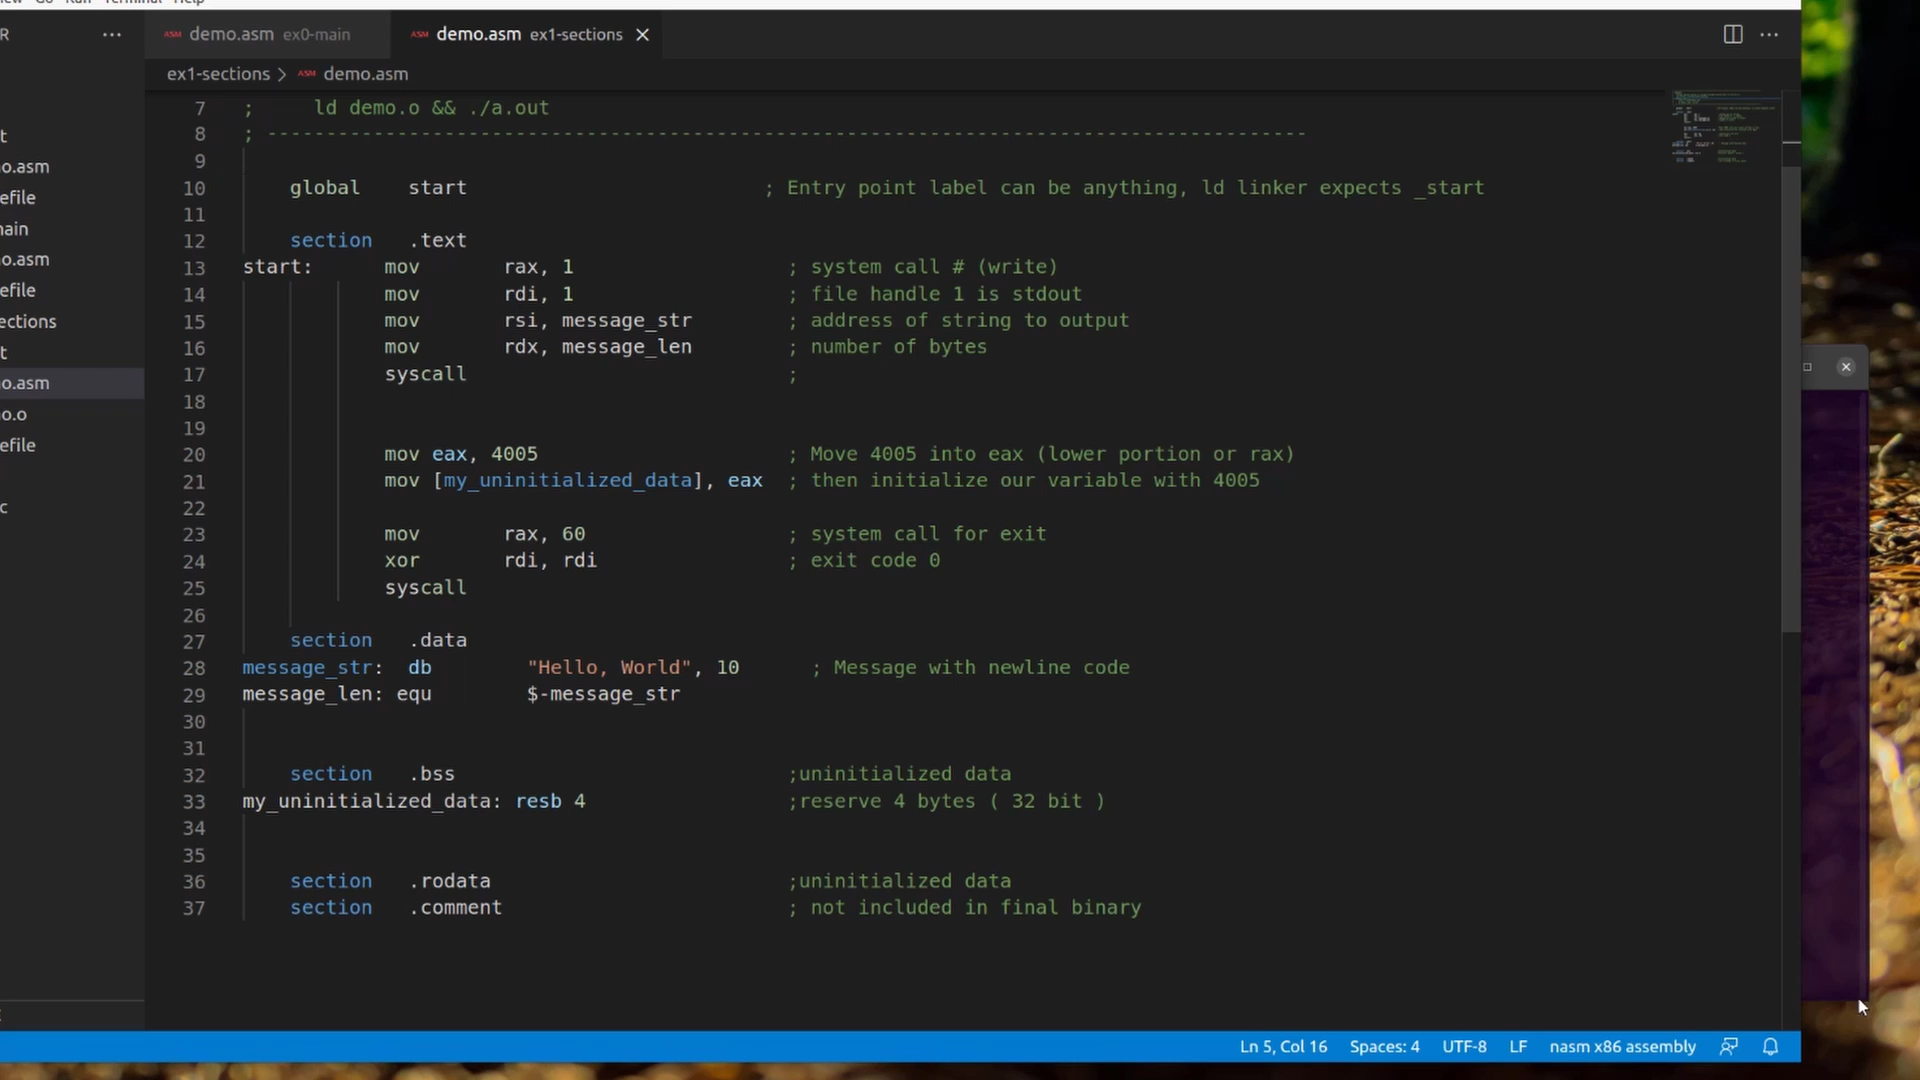 Go Run Terminal Help
R ...
ASM demo.asm ex0-main
ASM demo.asm ex1-sections
ex1-sections > ASM demo.asm
7 ;     ld demo.o && ./a.out
8 ; ----------------------------------------------------------------------------------------
9
10     global    start                         ; Entry point label can be anything, ld linker expects _start
11
12     section   .text
13 start:      mov       rax, 1                  ; system call # (write)
14             mov       rdi, 1                  ; file handle 1 is stdout
15             mov       rsi, message_str        ; address of string to output
16             mov       rdx, message_len        ; number of bytes
17             syscall                           ;
18
19
20             mov eax, 4005                     ; Move 4005 into eax (lower portion or rax)
21             mov [my_uninitialized_data], eax  ; then initialize our variable with 4005
22
23             mov       rax, 60                 ; system call for exit
24             xor       rdi, rdi                ; exit code 0
25             syscall
26
27     section   .data
28 message_str:  db        "Hello, World", 10      ; Message with newline code
29 message_len: equ        $-message_str
30
31
32     section   .bss                            ;uninitialized data
33 my_uninitialized_data: resb 4                 ;reserve 4 bytes ( 32 bit )
34
35
36     section   .rodata                         ;uninitialized data
37     section   .comment                        ; not included in final binary
t
o.asm
efile
ain
o.asm
efile
ections
t
o.asm
o.o
efile
c
Ln 5, Col 16 Spaces: 4 UTF-8 LF nasm x86 assembly